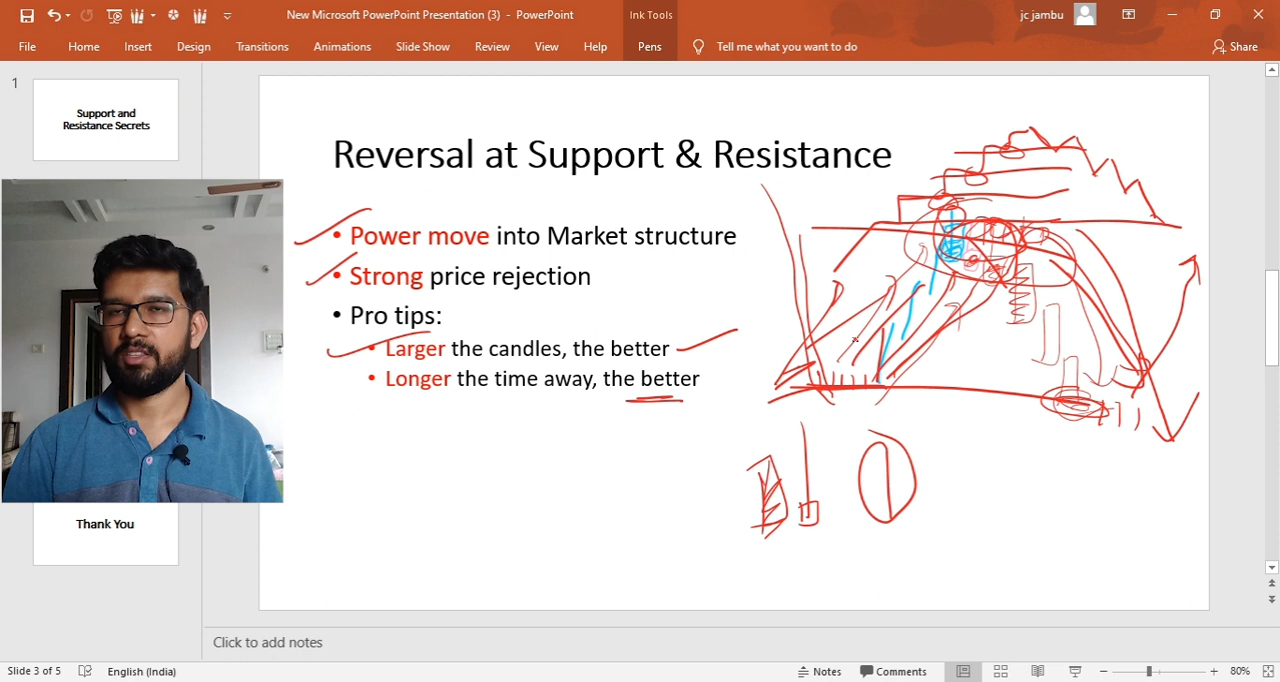 New Microsoft PowerPoint Presentation (3) - PowerPoint
Ink Tools
jc jambu
File Home Insert Design Transitions Animations Slide Show Review View Help Pens Tell me what you want to do Share
1
Support and
Resistance Secrets
Reversal at Support & Resistance
• Power move into Market structure
• Strong price rejection
• Pro tips:
• Larger the candles, the better
• Longer the time away, the better
Thank You
Click to add notes
Slide 3 of 5 English (India) Notes Comments 80%